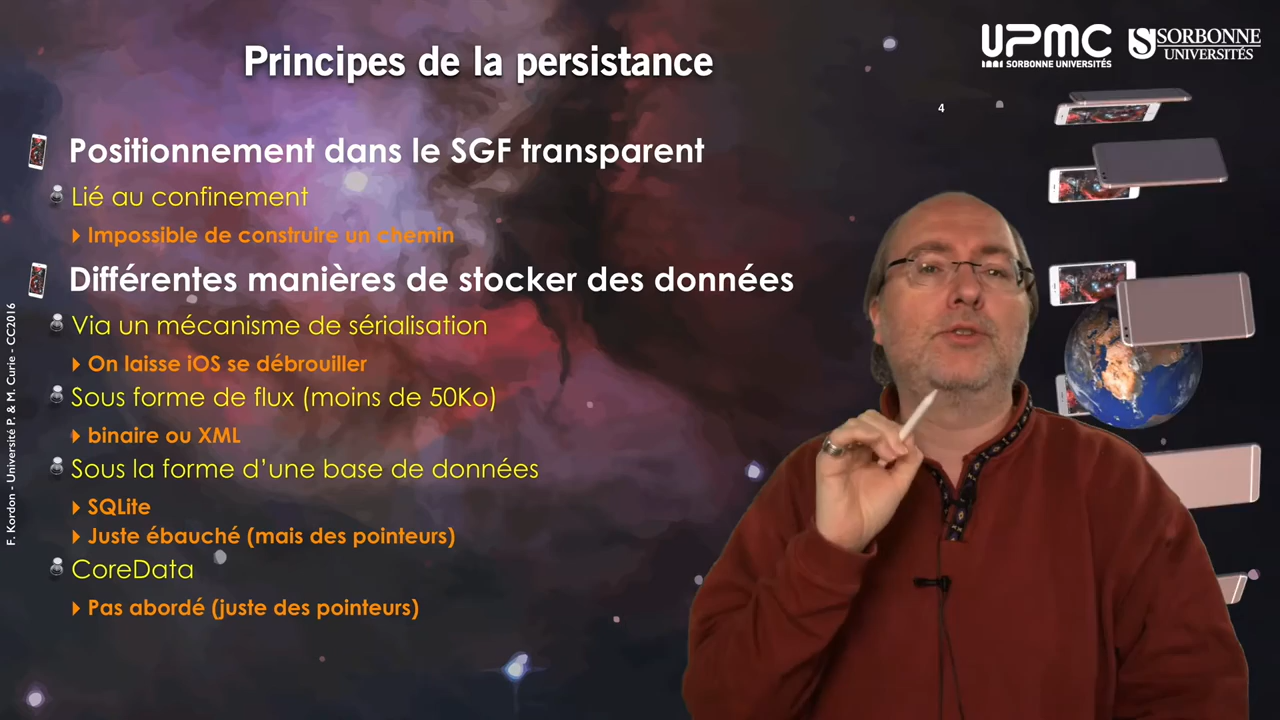 Principes de la persistance
UPMC
SORBONNE UNIVERSITÉS
SORBONNE
UNIVERSITÉS
4
Positionnement dans le SGF transparent
Lié au confinement
Impossible de construire un chemin
Différentes manières de stocker des données
Via un mécanisme de sérialisation
On laisse iOS se débrouiller
Sous forme de flux (moins de 50Ko)
binaire ou XML
Sous la forme d'une base de données
SQLite
Juste ébauché (mais des pointeurs)
CoreData
Pas abordé (juste des pointeurs)
F. Kordon - Université P. & M. Curie - CC2016